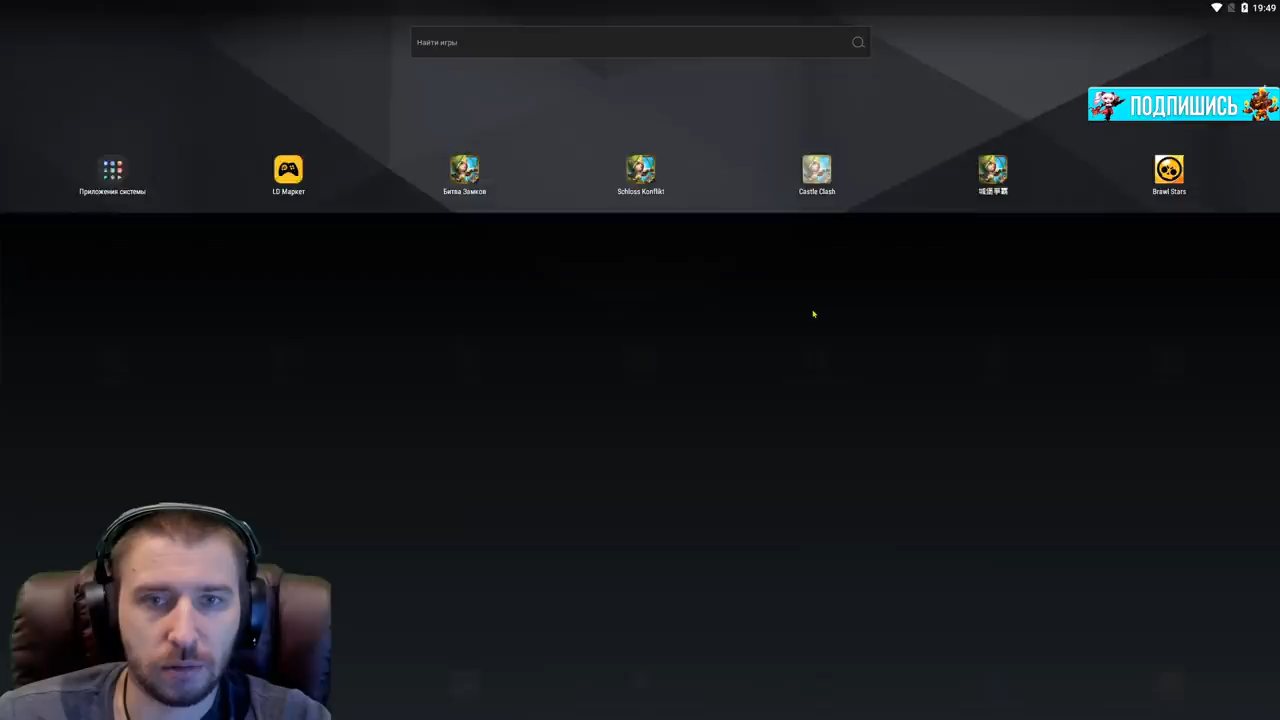 19:49
Найти игры
ПОДПИШИСЬ
Приложения системы
LD Маркет
Битва Замков
Schloss Konflikt
Castle Clash
城堡爭霸
Brawl Stars